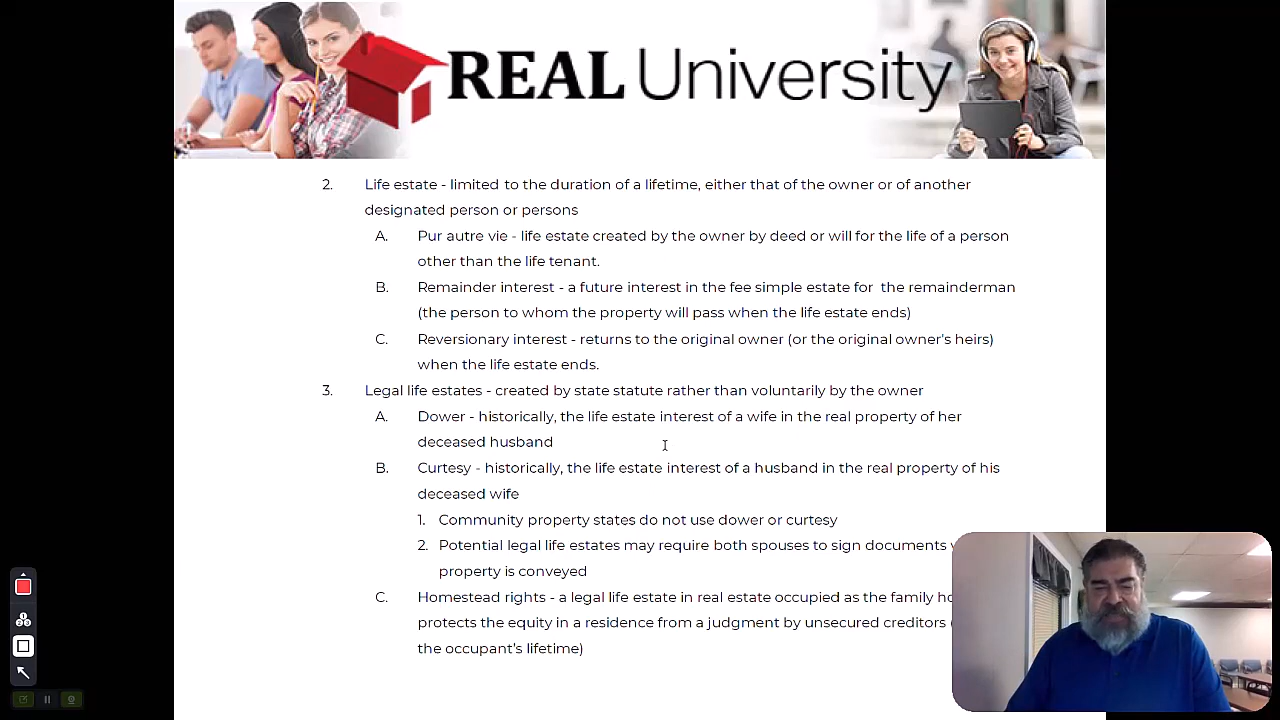 REAL University
2. Life estate - limited to the duration of a lifetime, either that of the owner or of another
designated person or persons
A. Pur autre vie - life estate created by the owner by deed or will for the life of a person
other than the life tenant.
B. Remainder interest - a future interest in the fee simple estate for the remainderman
(the person to whom the property will pass when the life estate ends)
C. Reversionary interest - returns to the original owner (or the original owner's heirs)
when the life estate ends.
3. Legal life estates - created by state statute rather than voluntarily by the owner
A. Dower - historically, the life estate interest of a wife in the real property of her
deceased husband
B. Curtesy - historically, the life estate interest of a husband in the real property of his
deceased wife
1. Community property states do not use dower or curtesy
2. Potential legal life estates may require both spouses to sign documents
property is conveyed
C. Homestead rights - a legal life estate in real estate occupied as the family
protects the equity in a residence from a judgment by unsecured creditors
the occupant's lifetime)